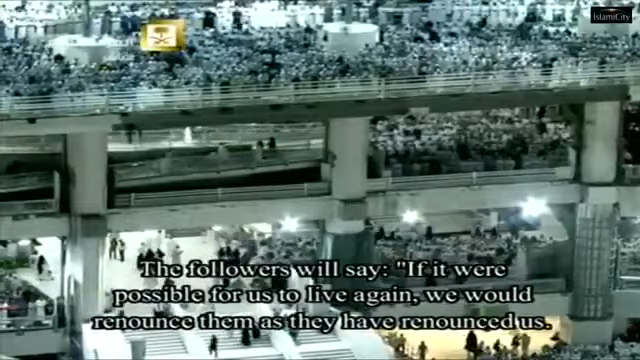 IslamiCity
The followers will say: "If it were
possible for us to live again, we would
renounce them as they have renounced us.